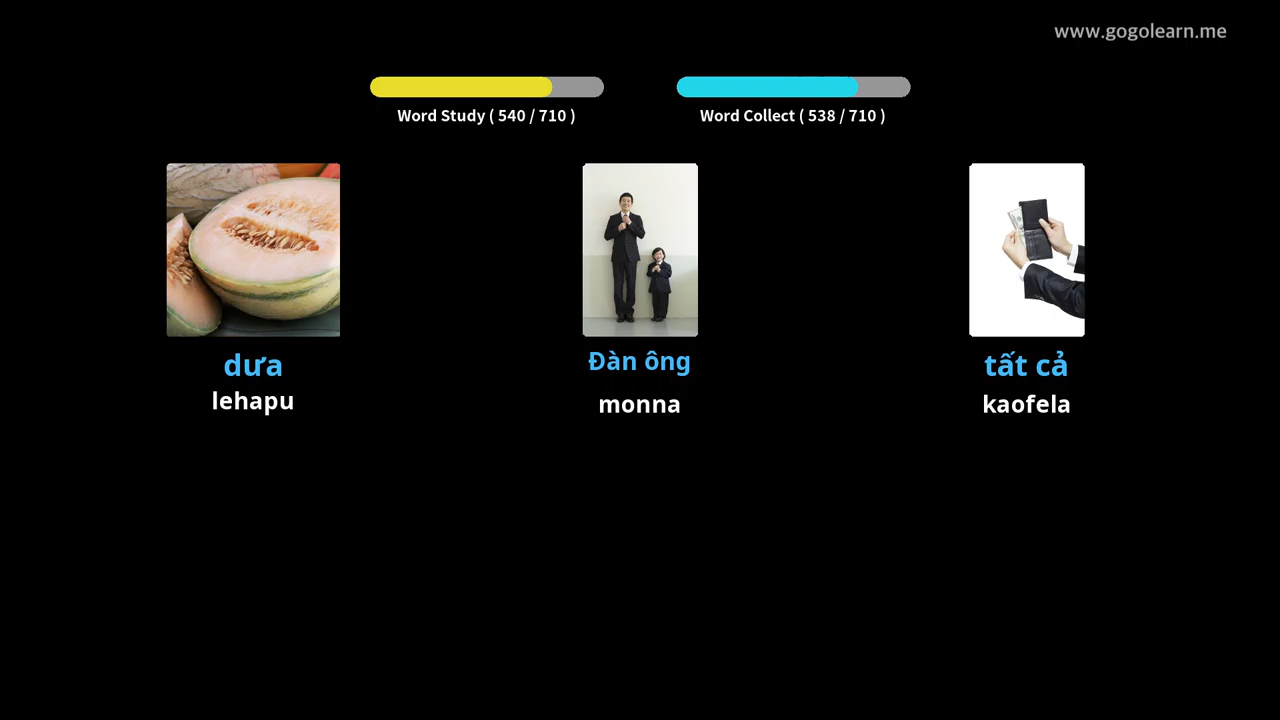 www.gogolearn.me
Word Study ( 540 / 710 )
Word Collect ( 538 / 710 )
dưa
lehapu
Đàn ông
monna
tất cả
kaofela